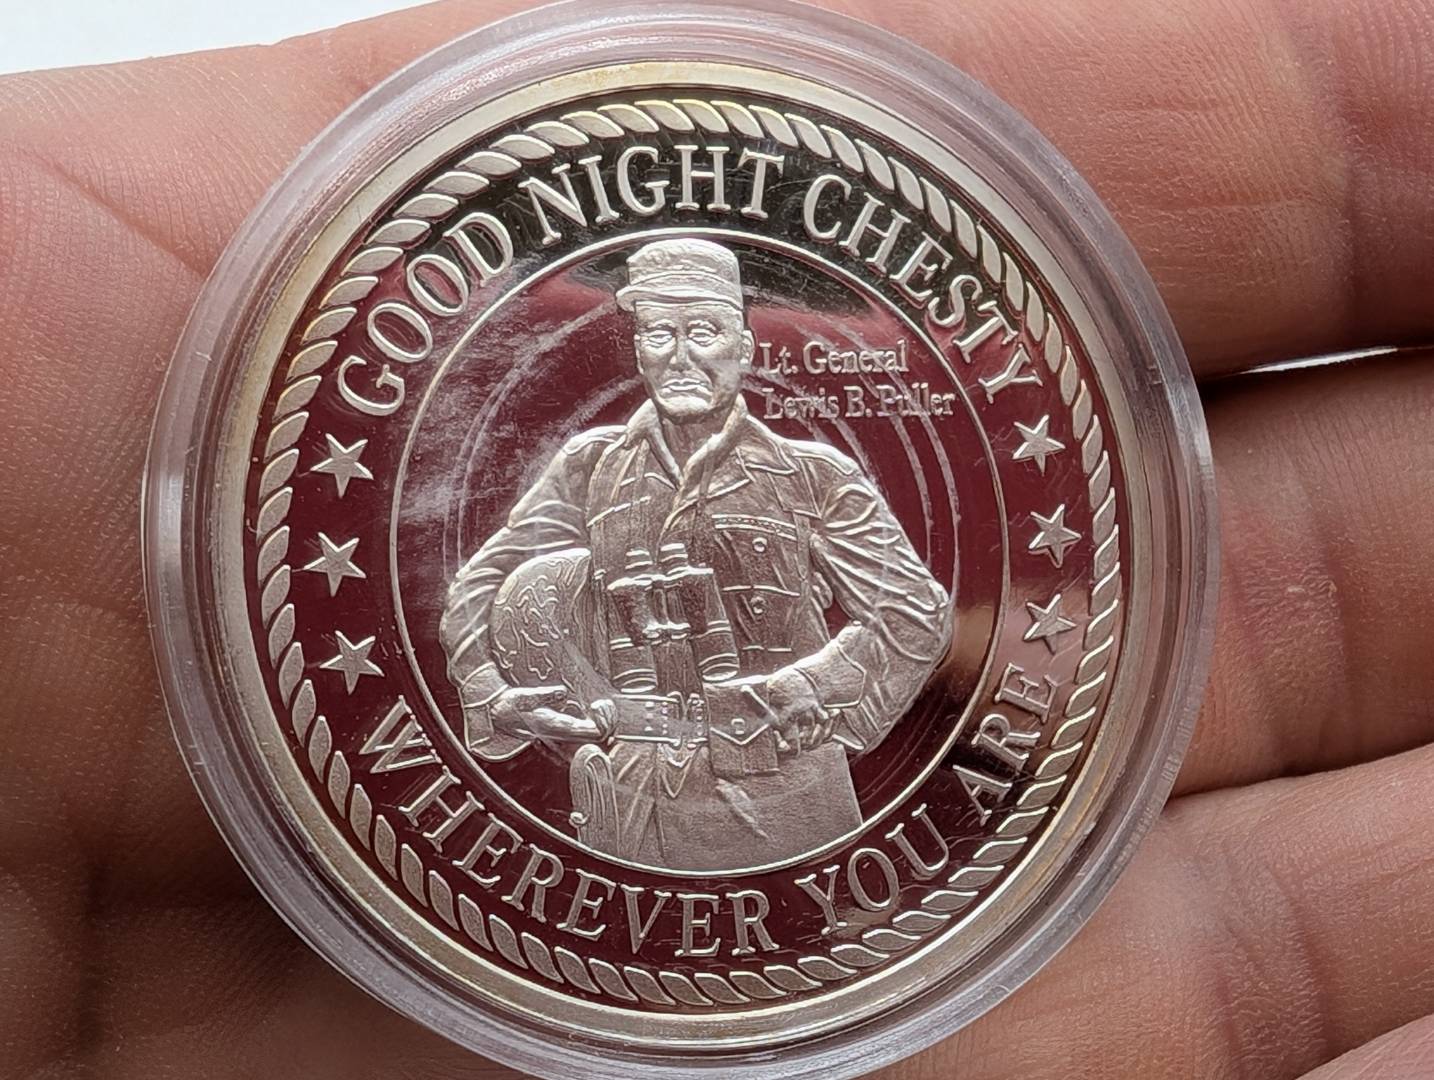 GOOD NIGHT CHESTY
Lt. General
Lewis B. Puller
WHEREVER YOU ARE